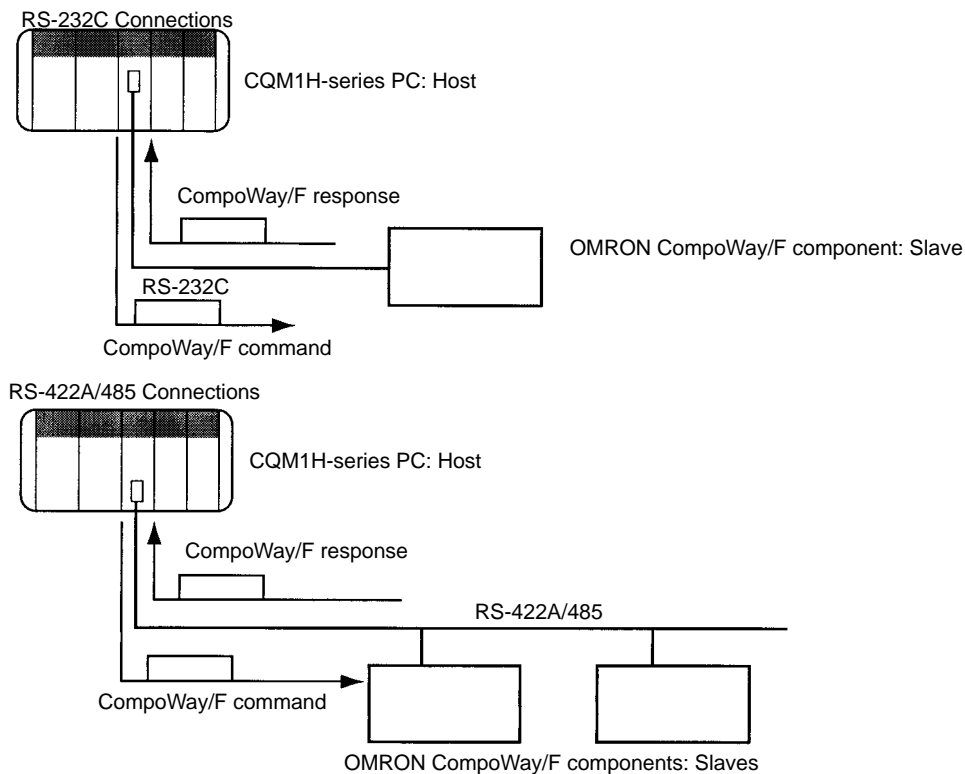 RS-232C Connections
CQM1H-series PC: Host
CompoWay/F response
OMRON CompoWay/F component: Slave
RS-232C
CompoWay/F command
RS-422A/485 Connections
CQM1H-series PC: Host
CompoWay/F response
RS-422A/485
CompoWay/F command
OMRON CompoWay/F components: Slaves